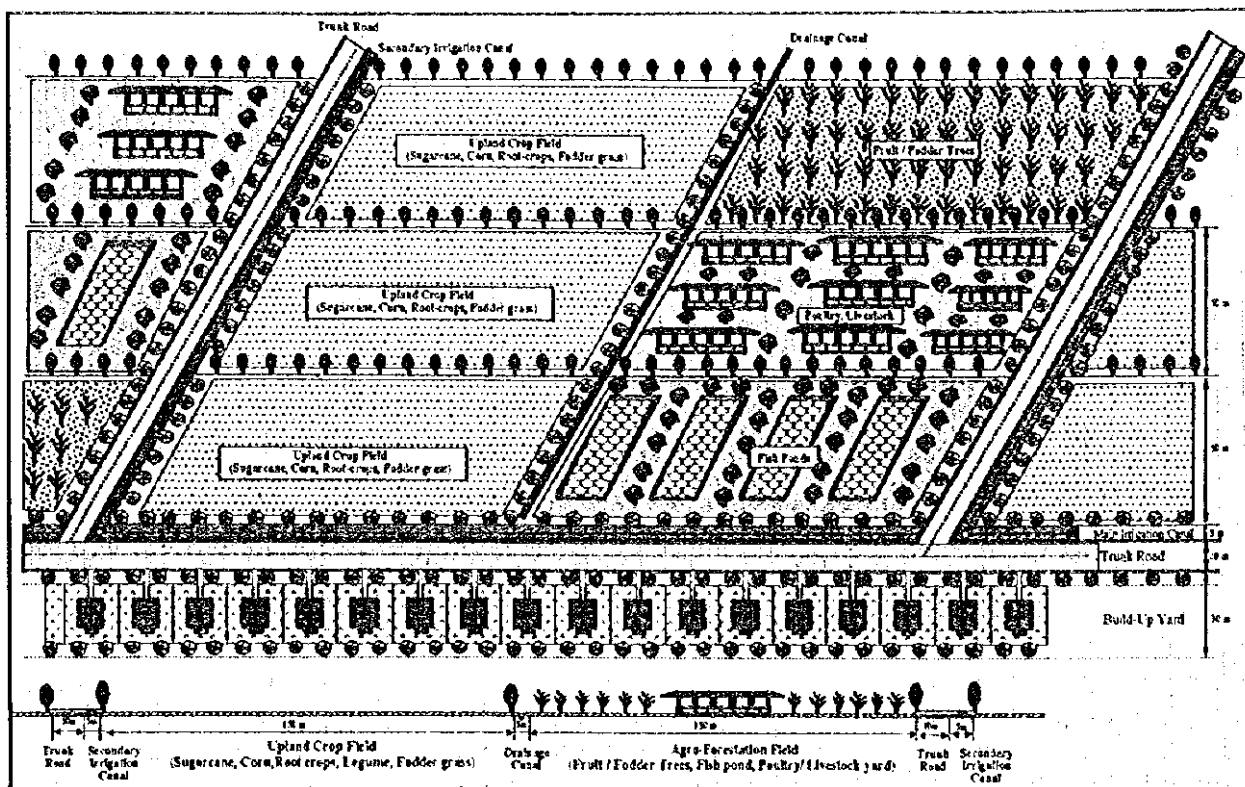 Trunk Road
Secondary Irrigation Canal
Drainage Canal
Upland Crop Field
(Sugarcane, Corn, Root-crops, Fodder grass)
Fruit / Fodder Trees
Upland Crop Field
(Sugarcane, Corn, Root-crops, Fodder grass)
Poultry, Livestock
Upland Crop Field
(Sugarcane, Corn, Root-crops, Fodder grass)
Fish Ponds
Main Irrigation Canal
Trunk Road
Build-Up Yard
Trunk
Road
Secondary
Irrigation
Canal
Upland Crop Field
(Sugarcane, Corn, Root crops, Legume, Fodder grass)
Drainage
Canal
Agro-Forestation Field
(Fruit / Fodder Trees, Fish pond, Poultry/ Livestock yard)
Trunk
Road
Secondary
Irrigation
Canal